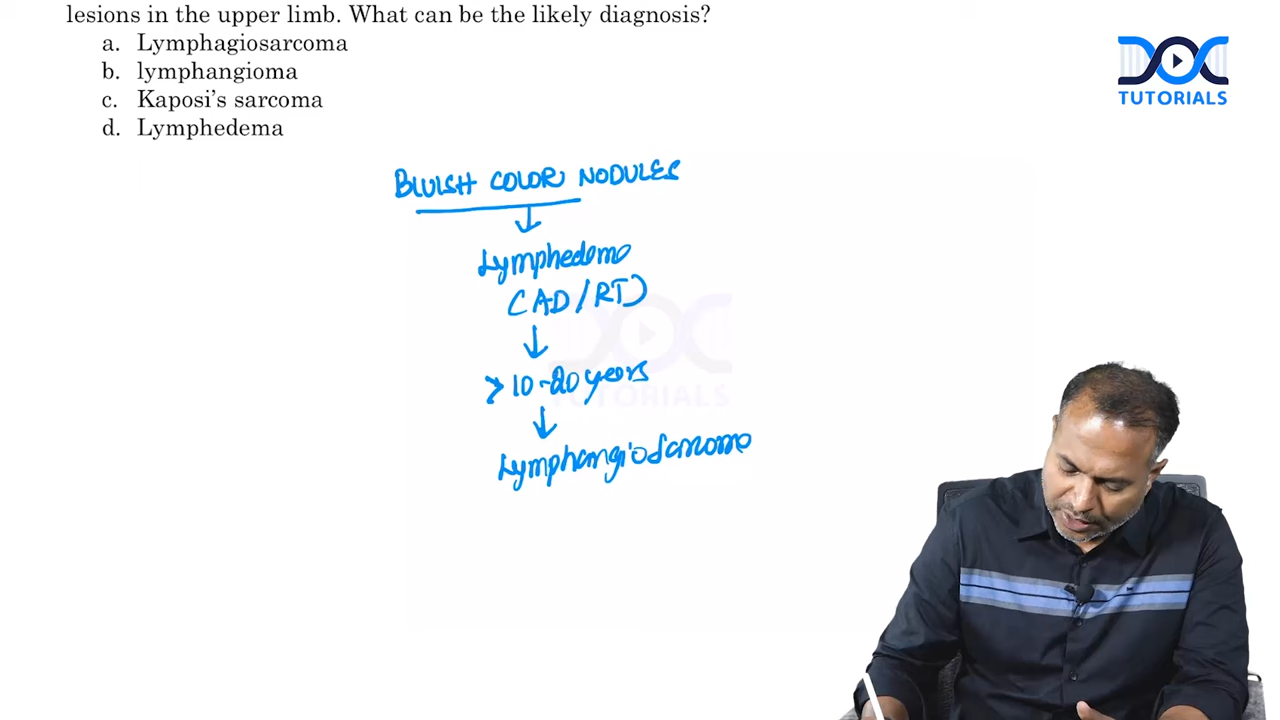 lesions in the upper limb. What can be the likely diagnosis?
a. Lymphagiosarcoma
b. lymphangioma
c. Kaposi's sarcoma
d. Lymphedema
TUTORIALS
BLUISH COLOR NODULES
Lymphedema
(AD/RT)
>10-20 years
Lymphangiosarcoma
TUTORIALS